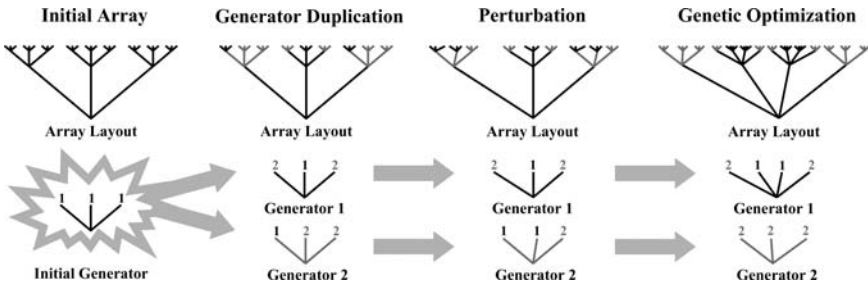 Initial Array
Generator Duplication
Perturbation
Genetic Optimization
Array Layout
Array Layout
Array Layout
Array Layout
1 1 1
Initial Generator
2 1 2
Generator 1
1 2 2
Generator 2
2 1 2
Generator 1
1 1 2
Generator 2
2 1 1 2
Generator 1
2 2 2
Generator 2